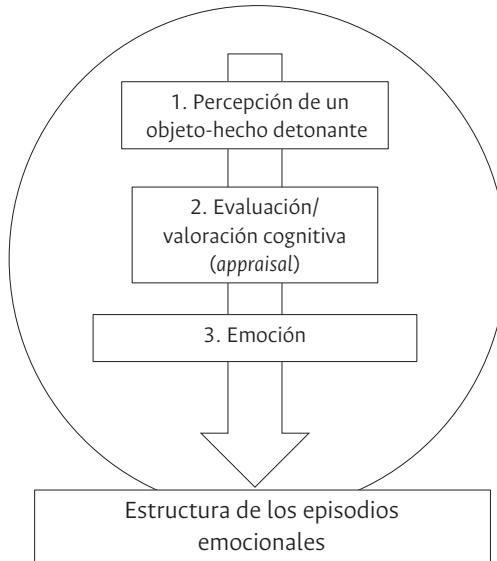 1. Percepción de un
objeto-hecho detonante
2. Evaluación/
valoración cognitiva
(appraisal)
3. Emoción
Estructura de los episodios
emocionales